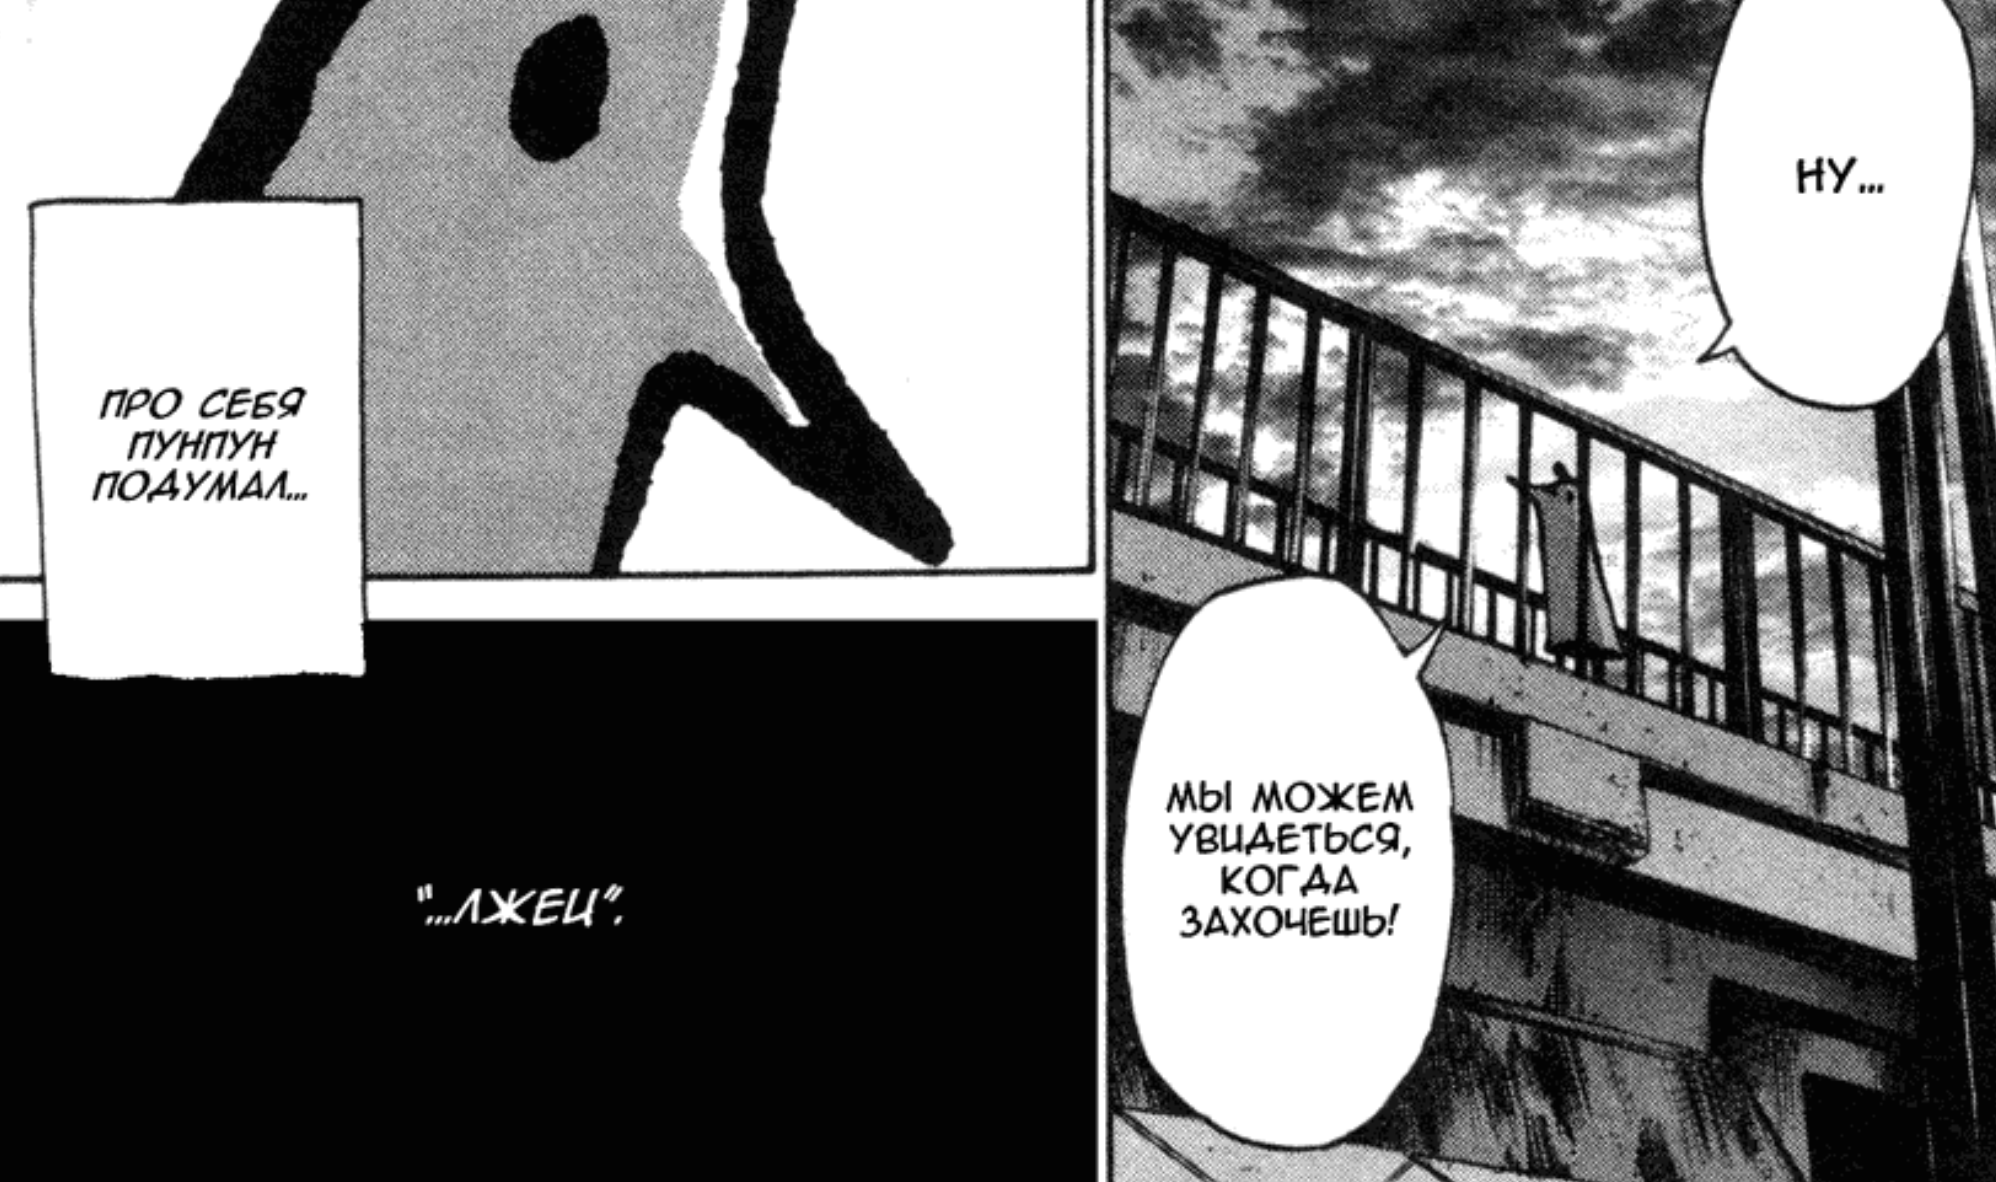 НУ...
МЫ МОЖЕМ
УВИДЕТЬСЯ,
КОГДА
ЗАХОЧЕШЬ!
ПРО СЕБЯ
ПУНПУН
ПОДУМАЛ...
"...ЛЖЕЦ".